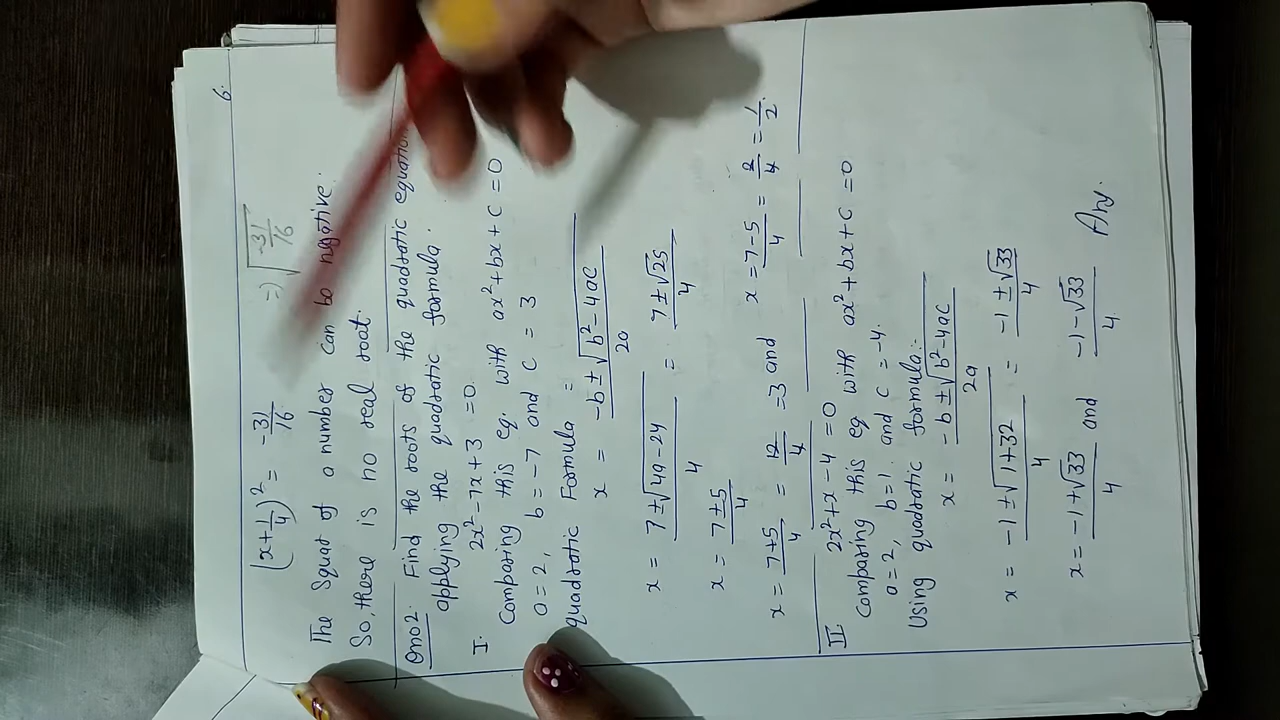 6.
(x+1/4)² = -31/16 =) √-31/16
The Squat of a number can bo negative.
So, there is no real root.
Qno2. Find the roots of the quadratic equation
applying the quadratic formula.
I. 2x²-7x+3 =0
Comparing this eq. with ax²+bx+C=0
a=2, b=-7 and C=3
quadratic Formula =
x = -b±√b²-4ac/2a
x = 7±√49-24/4 = 7±√25/4
x = 7±5/4
x = 7+5/4 = 12/4 =3 and x=7-5/4 = 2/4 = 1/2.
II. 2x²+x-4=0
Comparing this eq with ax²+bx+C=0
a=2, b=1 and C=-4.
Using quadratic formula:-
x = -b±√b²-4ac/2a
x = -1±√1+32/4 = -1±√33/4
x = -1+√33/4 and -1-√33/4 Any.